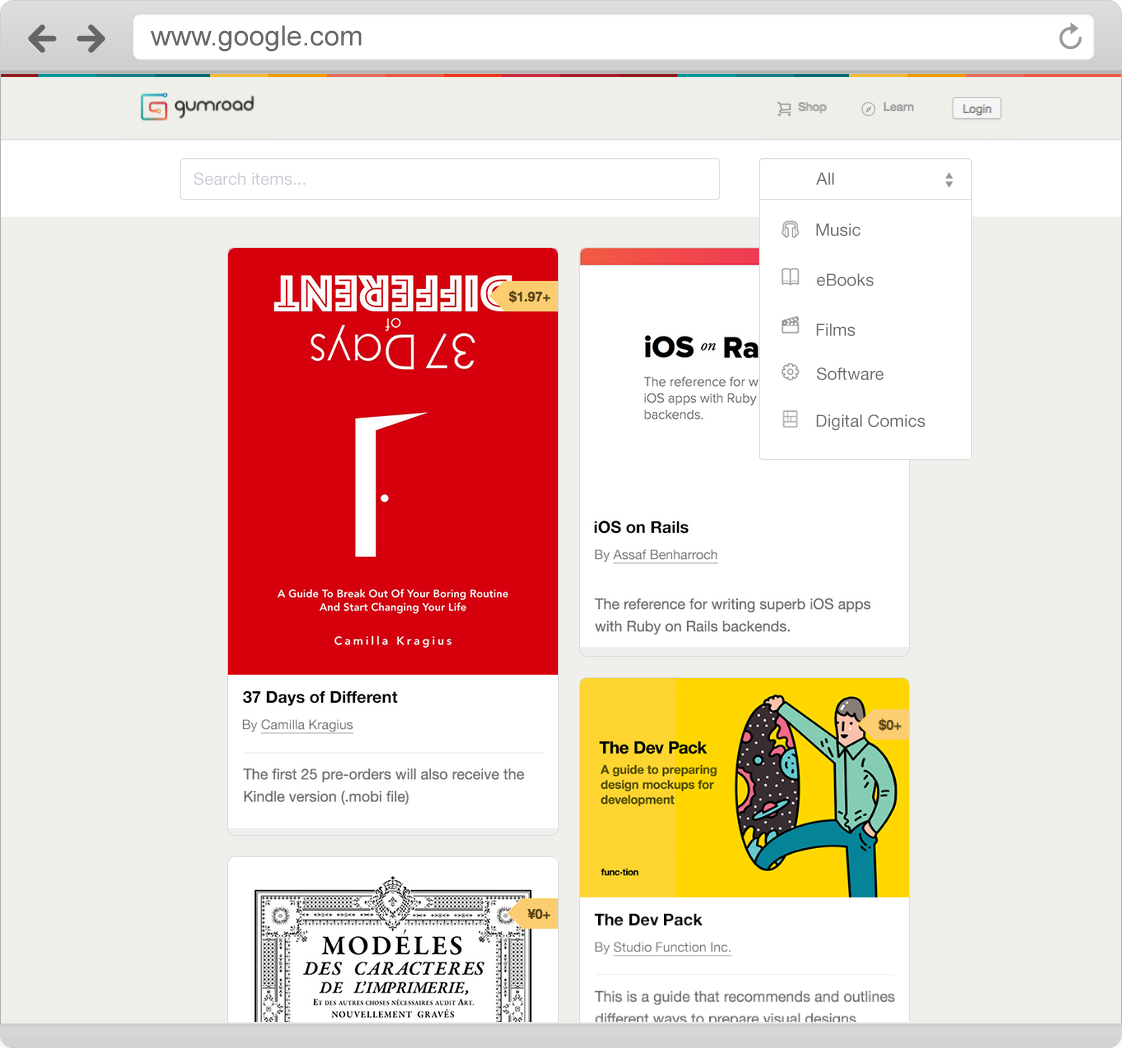 www.google.com
gumroad
Shop
Learn
Login
Search items...
All
Music
eBooks
Films
Software
Digital Comics
37 Days
of
DIFFERENT
$1.97+
A Guide To Break Out Of Your Boring Routine
And Start Changing Your Life
Camilla Kragius
37 Days of Different
By Camilla Kragius
The first 25 pre-orders will also receive the
Kindle version (.mobi file)
iOS on Ra
The reference for w
iOS apps with Ruby
backends.
iOS on Rails
By Assaf Benharroch
The reference for writing superb iOS apps
with Ruby on Rails backends.
¥0+
MODÉLES
DES CARACTERES
DE L'IMPRIMERIE,
ET DES AUTRES CHOSES NÉCESSAIRES AUDIT ART.
NOUVELLEMENT GRAVÉS
The Dev Pack
A guide to preparing
design mockups for
development
func-tion
$0+
The Dev Pack
By Studio Function Inc.
This is a guide that recommends and outlines
different ways to prepare visual designs